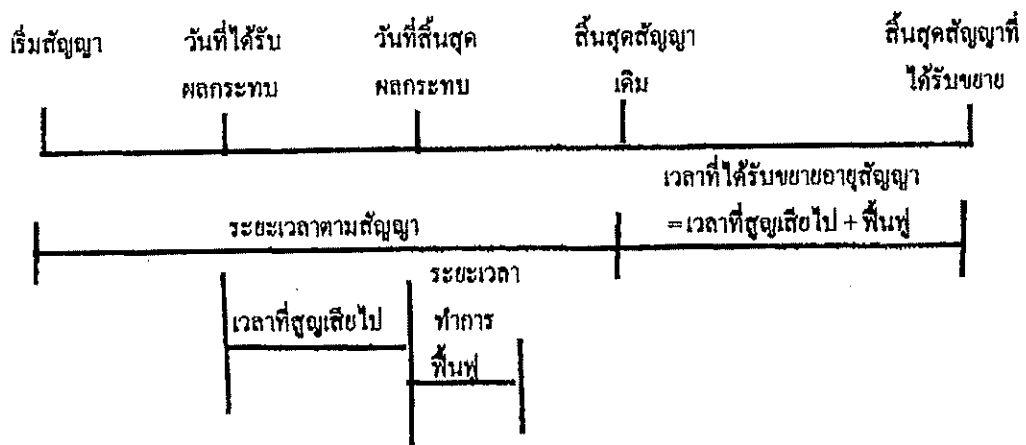 เริ่มสัญญา
วันที่ได้รับ
ผลกระทบ
วันที่สิ้นสุด
ผลกระทบ
สิ้นสุดสัญญา
เดิม
สิ้นสุดสัญญาที่
ได้รับขยาย
เวลาที่ได้รับขยายอายุสัญญา
=เวลาที่สูญเสียไป + ฟื้นฟู
ระยะเวลาตามสัญญา
เวลาที่สูญเสียไป
ระยะเวลา
ทำการ
ฟื้นฟู